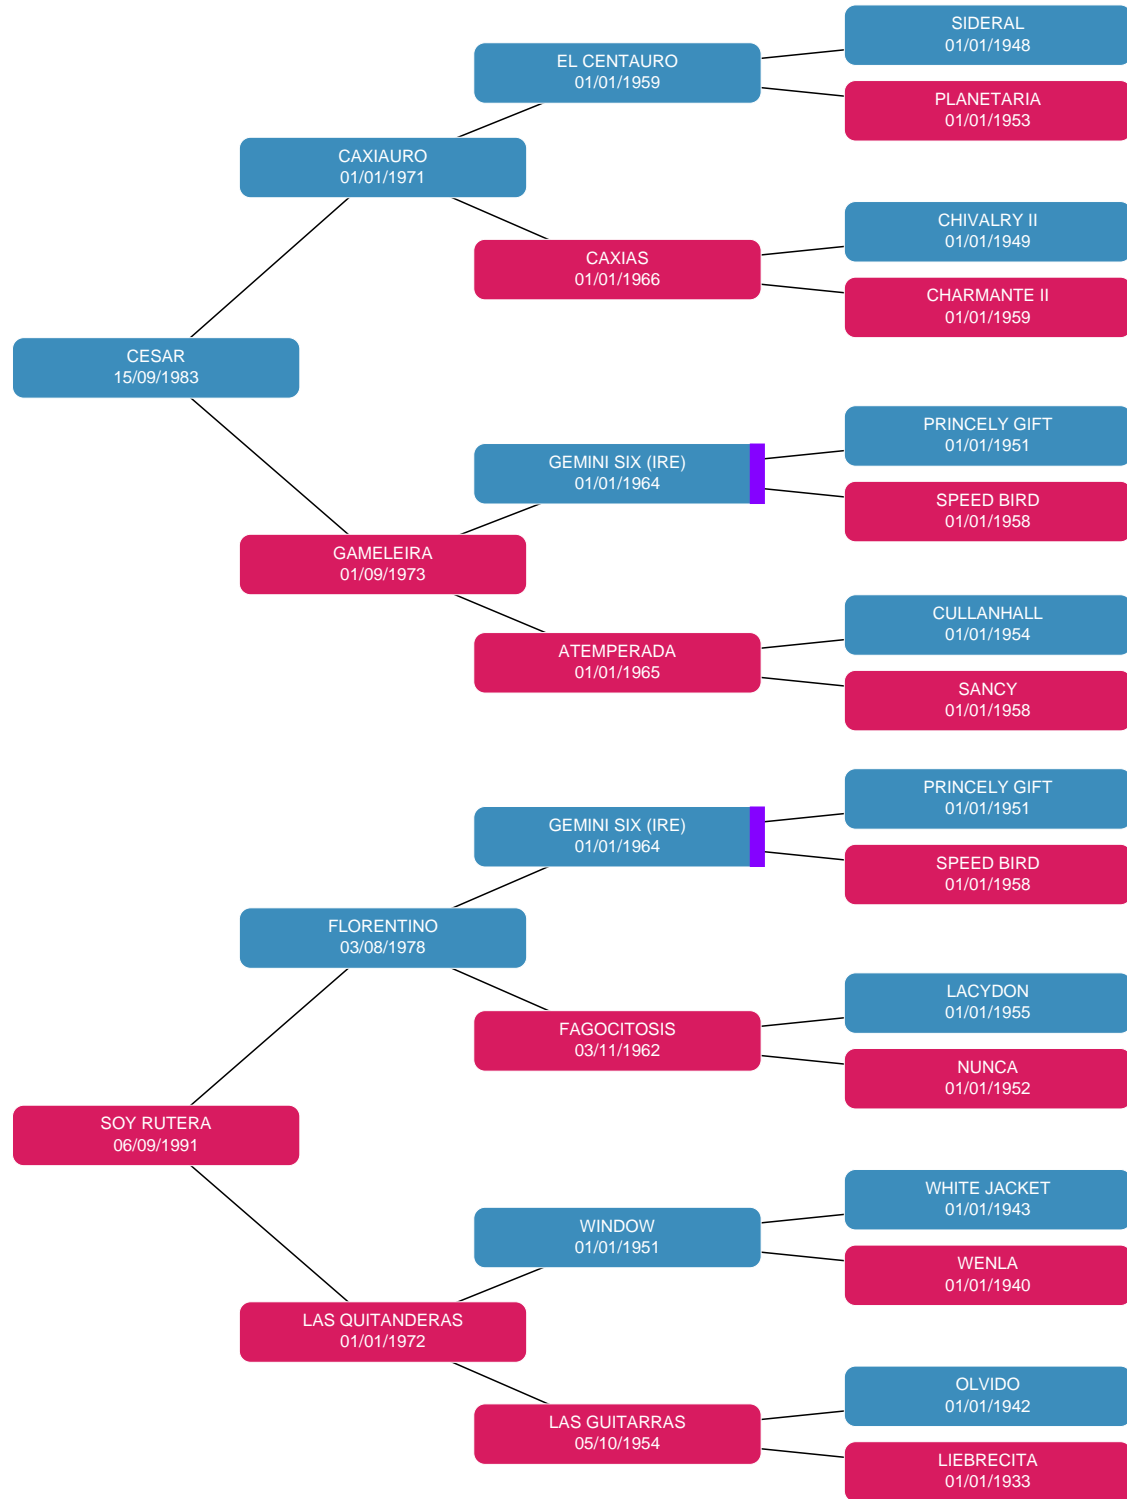 SIDERAL
01/01/1948
EL CENTAURO
01/01/1959
PLANETARIA
01/01/1953
CAXIAURO
01/01/1971
CHIVALRY II
01/01/1949
CAXIAS
01/01/1966
CHARMANTE II
01/01/1959
CESAR
15/09/1983
PRINCELY GIFT
01/01/1951
GEMINI SIX (IRE)
01/01/1964
SPEED BIRD
01/01/1958
GAMELEIRA
01/09/1973
CULLANHALL
01/01/1954
ATEMPERADA
01/01/1965
SANCY
01/01/1958
PRINCELY GIFT
01/01/1951
GEMINI SIX (IRE)
01/01/1964
SPEED BIRD
01/01/1958
FLORENTINO
03/08/1978
LACYDON
01/01/1955
FAGOCITOSIS
03/11/1962
NUNCA
01/01/1952
SOY RUTERA
06/09/1991
WHITE JACKET
01/01/1943
WINDOW
01/01/1951
WENLA
01/01/1940
LAS QUITANDERAS
01/01/1972
OLVIDO
01/01/1942
LAS GUITARRAS
05/10/1954
LIEBRECITA
01/01/1933